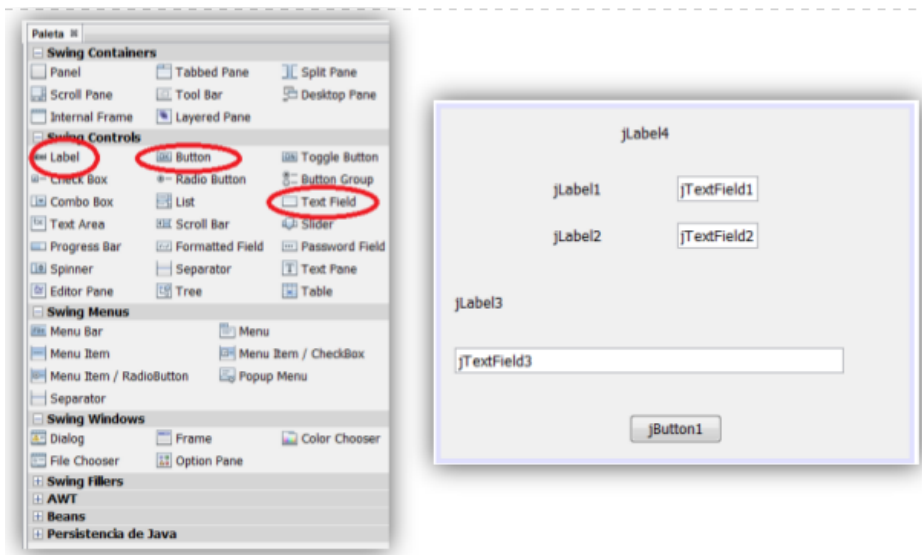 Paleta
Swing Containers
Panel Tabbed Pane Split Pane
Scroll Pane Tool Bar Desktop Pane
Internal Frame Layered Pane
Swing Controls
Label Button Toggle Button
Check Box Radio Button Button Group
Combo Box List Text Field
Text Area Scroll Bar Slider
Progress Bar Formatted Field Password Field
Spinner Separator Text Pane
Editor Pane Tree Table
Swing Menus
Menu Bar Menu
Menu Item Menu Item / CheckBox
Menu Item / RadioButton Popup Menu
Separator
Swing Windows
Dialog Frame Color Chooser
File Chooser Option Pane
Swing Fillers
AWT
Beans
Persistencia de Java
jLabel4
jLabel1 jTextField1
jLabel2 jTextField2
jLabel3
jTextField3
jButton1